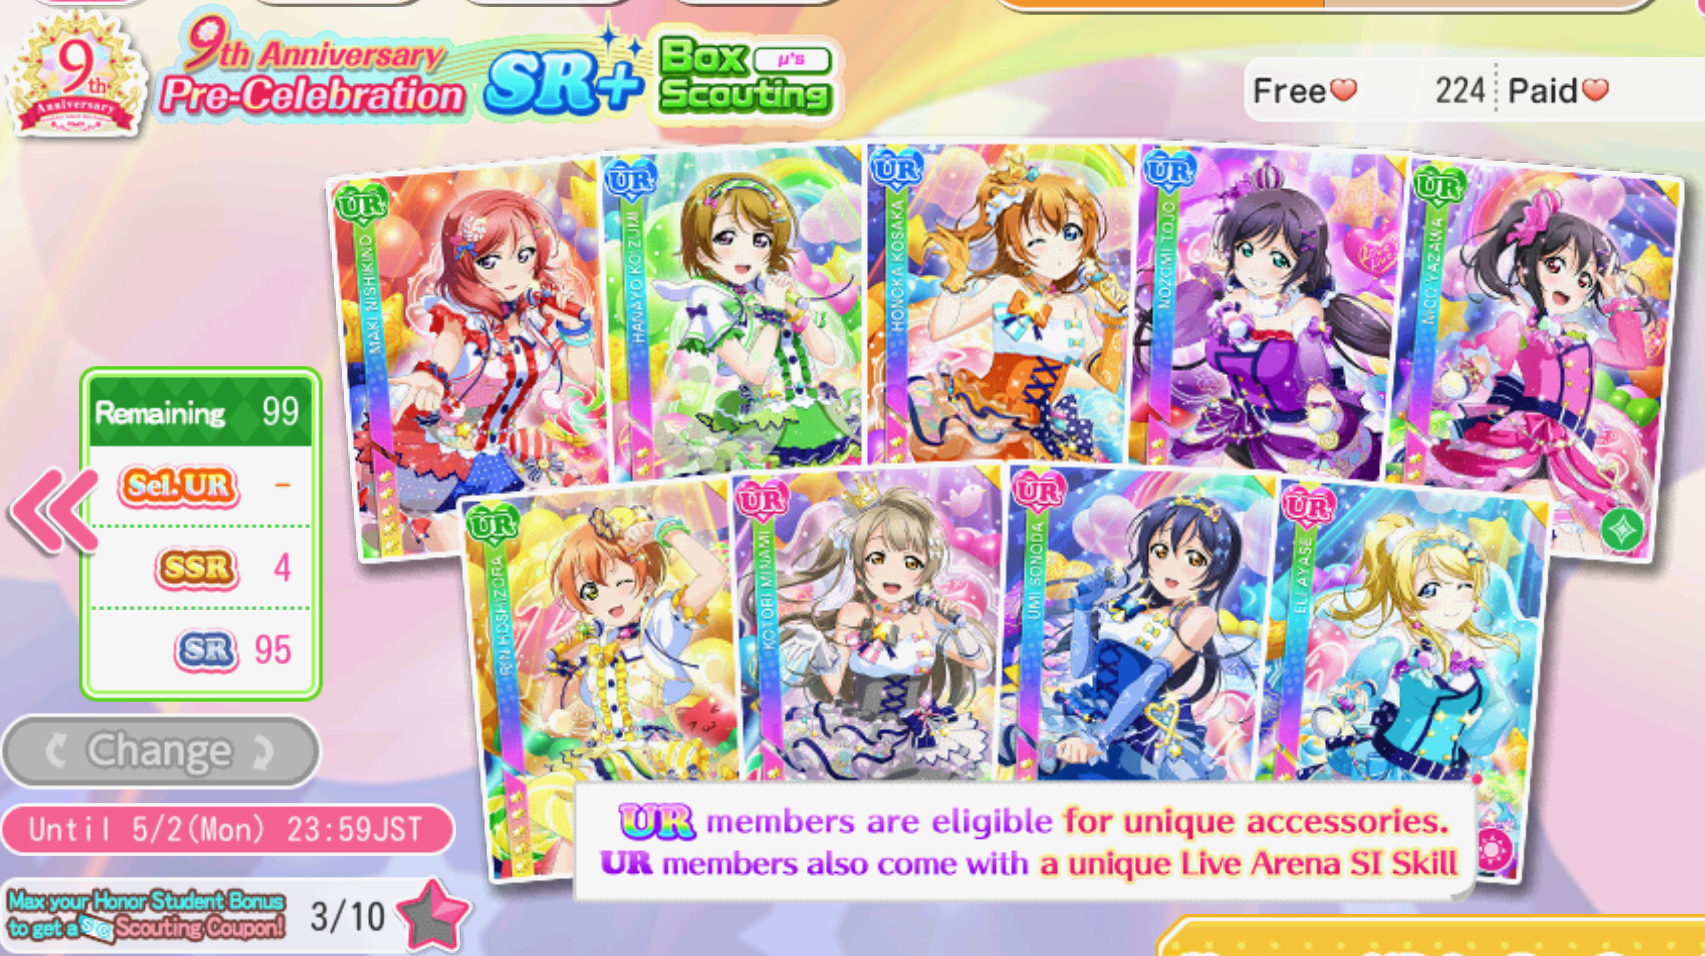 9th
Anniversary
9th Anniversary
Pre-Celebration
SR+
Box μ's
Scouting
Free 224 Paid
UR
MAKI NISHIKINO
UR
HANAYO KOIZUMI
UR
HONOKA KOSAKA
UR
NOZOMI TOJO
UR
NICO YAZAWA
Remaining 99
Sel.UR -
SSR 4
SR 95
UR
RIN HOSHIZORA
UR
KOTORI MINAMI
UR
UMI SONODA
UR
ELI AYASE
Change
Until 5/2(Mon) 23:59JST
UR members are eligible for unique accessories.
UR members also come with a unique Live Arena SI Skill
Max your Honor Student Bonus
to get a Scouting Coupon!
3/10